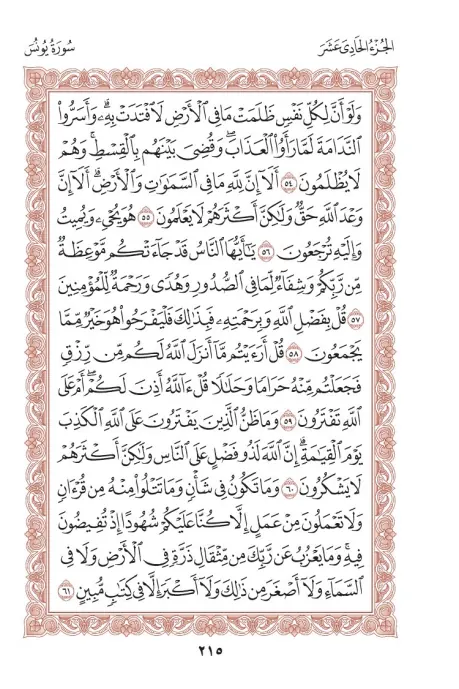 الجُزْءُ الحَادِى عَشَرَ
سُورَةُ يُونُسَ
وَلَوْ أَنَّ لِكُلِّ نَفْسٍ ظَلَمَتْ مَا فِى ٱلْأَرْضِ لَٱفْتَدَتْ بِهِۦۗ وَأَسَرُّوا۟
ٱلنَّدَامَةَ لَمَّا رَأَوُا۟ ٱلْعَذَابَۖ وَقُضِىَ بَيْنَهُم بِٱلْقِسْطِۚ وَهُمْ
لَا يُظْلَمُونَ ٥٤ أَلَآ إِنَّ لِلَّهِ مَا فِى ٱلسَّمَٰوَٰتِ وَٱلْأَرْضِۗ أَلَآ إِنَّ
وَعْدَ ٱللَّهِ حَقٌّ وَلَٰكِنَّ أَكْثَرَهُمْ لَا يَعْلَمُونَ ٥٥ هُوَ يُحْىِۦ وَيُمِيتُ
وَإِلَيْهِ تُرْجَعُونَ ٥٦ يَٰٓأَيُّهَا ٱلنَّاسُ قَدْ جَآءَتْكُم مَّوْعِظَةٌ
مِّن رَّبِّكُمْ وَشِفَآءٌ لِّمَا فِى ٱلصُّدُورِ وَهُدًى وَرَحْمَةٌ لِّلْمُؤْمِنِينَ
٥٧ قُلْ بِفَضْلِ ٱللَّهِ وَبِرَحْمَتِهِۦ فَبِذَٰلِكَ فَلْيَفْرَحُوا۟ هُوَ خَيْرٌ مِّمَّا
يَجْمَعُونَ ٥٨ قُلْ أَرَءَيْتُم مَّآ أَنزَلَ ٱللَّهُ لَكُم مِّن رِّزْقٍ
فَجَعَلْتُم مِّنْهُ حَرَامًا وَحَلَٰلًا قُلْ ءَآللَّهُ أَذِنَ لَكُمْۖ أَمْ عَلَى
ٱللَّهِ تَفْتَرُونَ ٥٩ وَمَا ظَنُّ ٱلَّذِينَ يَفْتَرُونَ عَلَى ٱللَّهِ ٱلْكَذِبَ
يَوْمَ ٱلْقِيَٰمَةِۗ إِنَّ ٱللَّهَ لَذُو فَضْلٍ عَلَى ٱلنَّاسِ وَلَٰكِنَّ أَكْثَرَهُمْ
لَا يَشْكُرُونَ ٦٠ وَمَا تَكُونُ فِى شَأْنٍ وَمَا تَتْلُوا۟ مِنْهُ مِن قُرْءَانٍ
وَلَا تَعْمَلُونَ مِنْ عَمَلٍ إِلَّا كُنَّا عَلَيْكُمْ شُهُودًا إِذْ تُفِيضُونَ
فِيهِۚ وَمَا يَعْزُبُ عَن رَّبِّكَ مِن مِّثْقَالِ ذَرَّةٍ فِى ٱلْأَرْضِ وَلَا فِى
ٱلسَّمَآءِ وَلَآ أَصْغَرَ مِن ذَٰلِكَ وَلَآ أَكْبَرَ إِلَّا فِى كِتَٰبٍ مُّبِينٍ ٦١
٢١٥